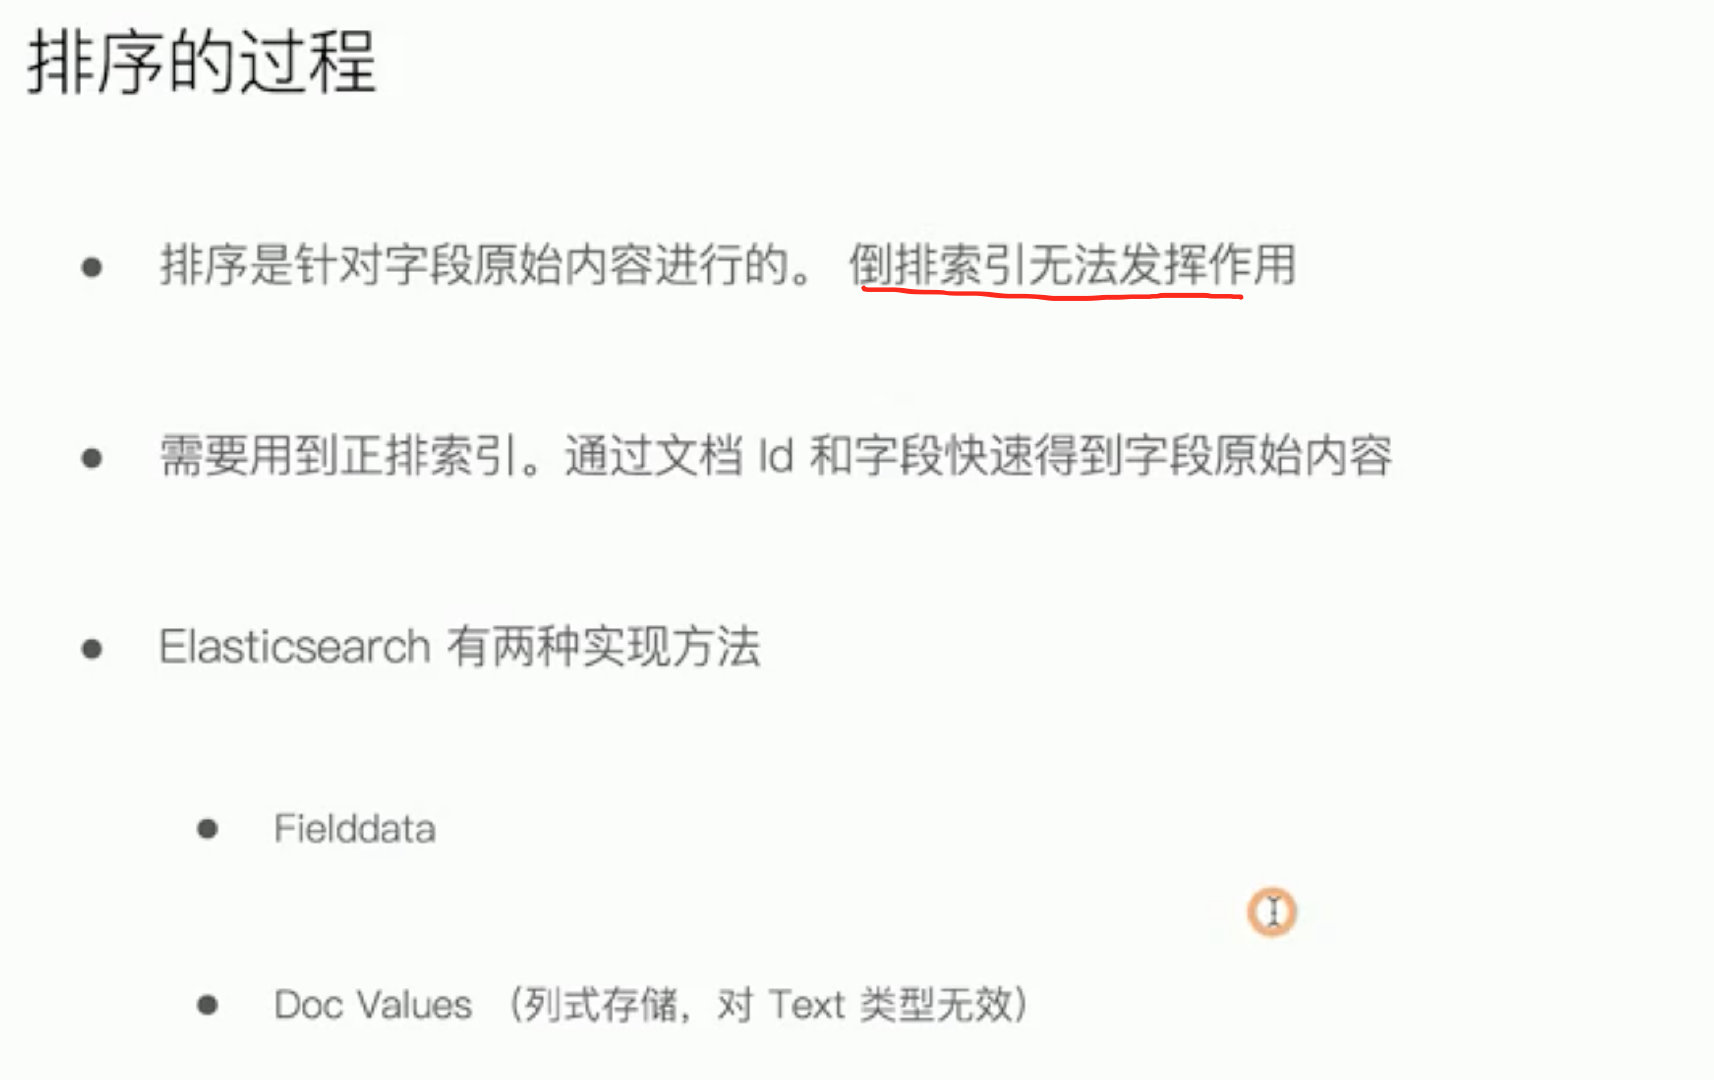 排序的过程
排序是针对字段原始内容进行的。 倒排索引无法发挥作用
需要用到正排索引。通过文档 Id 和字段快速得到字段原始内容
Elasticsearch 有两种实现方法
Fielddata
Doc Values （列式存储，对 Text 类型无效）